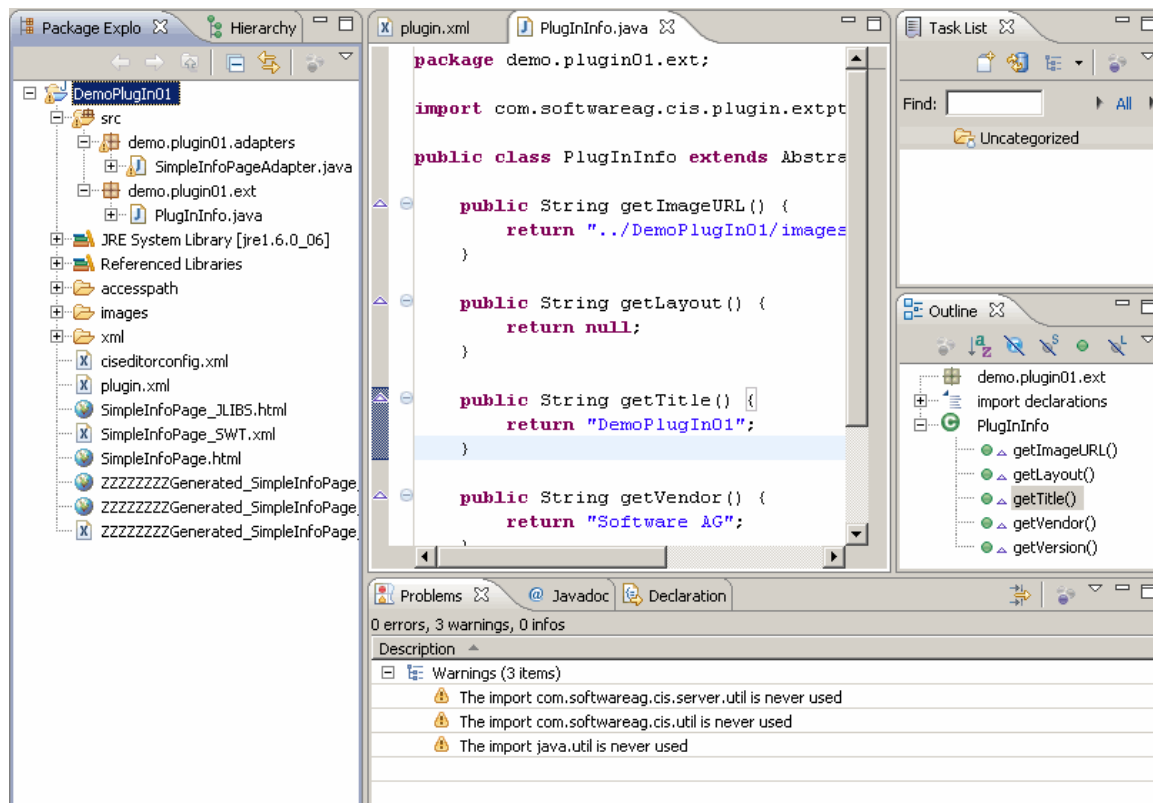 Package Explo
Hierarchy
DemoPlugIn01
src
demo.plugin01.adapters
SimpleInfoPageAdapter.java
demo.plugin01.ext
PlugInInfo.java
JRE System Library [jre1.6.0_06]
Referenced Libraries
accesspath
images
xml
ciseditorconfig.xml
plugin.xml
SimpleInfoPage_JLIBS.html
SimpleInfoPage_SWT.xml
SimpleInfoPage.html
ZZZZZZZZGenerated_SimpleInfoPage_
ZZZZZZZZGenerated_SimpleInfoPage_
ZZZZZZZZGenerated_SimpleInfoPage_
plugin.xml
PlugInInfo.java
package demo.plugin01.ext;
import com.softwareag.cis.plugin.extpt
public class PlugInInfo extends Abstra
public String getImageURL() {
return "../DemoPlugIn01/images
}
public String getLayout() {
return null;
}
public String getTitle() {
return "DemoPlugIn01";
}
public String getVendor() {
return "Software AG";
}
Task List
Find:
All
Uncategorized
Outline
demo.plugin01.ext
import declarations
PlugInInfo
getImageURL()
getLayout()
getTitle()
getVendor()
getVersion()
Problems
@ Javadoc
Declaration
0 errors, 3 warnings, 0 infos
Description
Warnings (3 items)
The import com.softwareag.cis.server.util is never used
The import com.softwareag.cis.util is never used
The import java.util is never used